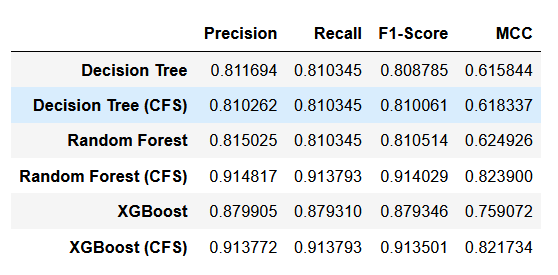 Precision Recall F1-Score MCC
Decision Tree 0.811694 0.810345 0.808785 0.615844
Decision Tree (CFS) 0.810262 0.810345 0.810061 0.618337
Random Forest 0.815025 0.810345 0.810514 0.624926
Random Forest (CFS) 0.914817 0.913793 0.914029 0.823900
XGBoost 0.879905 0.879310 0.879346 0.759072
XGBoost (CFS) 0.913772 0.913793 0.913501 0.821734